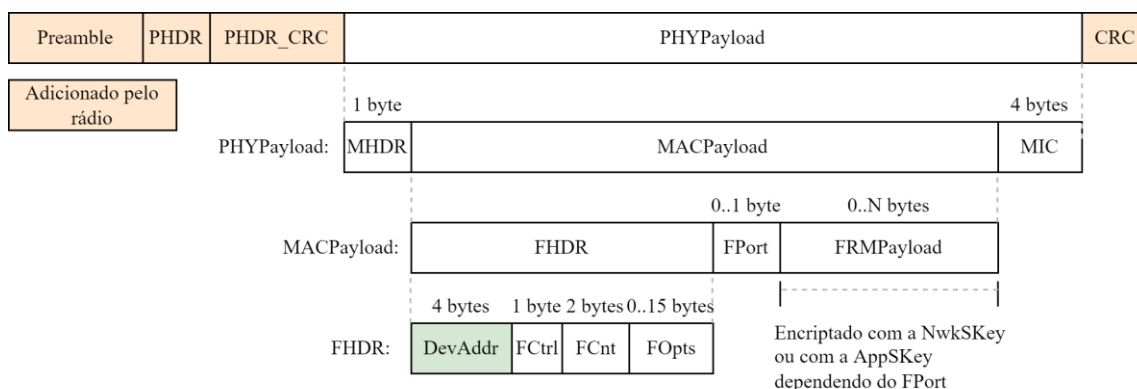 Preamble PHDR PHDR_CRC PHYPayload CRC
Adicionado pelo
rádio
1 byte 4 bytes
PHYPayload: MHDR MACPayload MIC
0..1 byte 0..N bytes
MACPayload: FHDR FPort FRMPayload
4 bytes 1 byte 2 bytes 0..15 bytes
FHDR: DevAddr FCtrl FCnt FOpts
Encriptado com a NwkSKey
ou com a AppSKey
dependendo do FPort